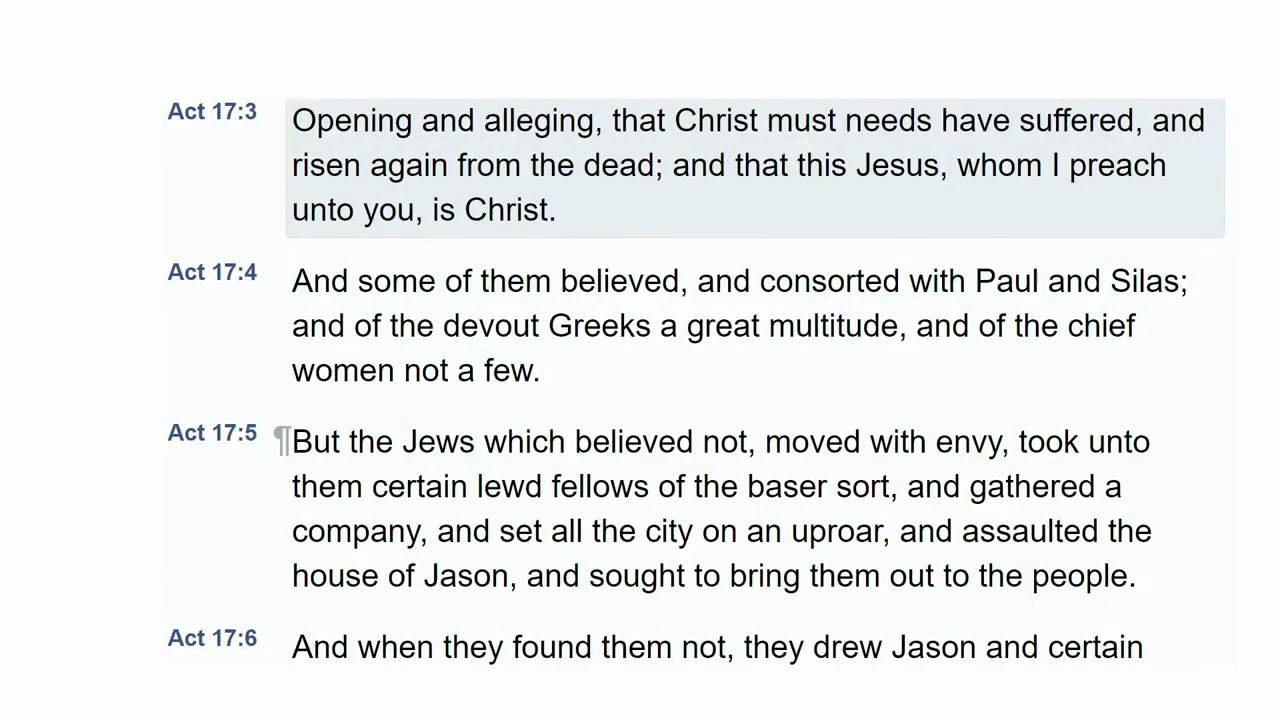 Act 17:3 Opening and alleging, that Christ must needs have suffered, and
risen again from the dead; and that this Jesus, whom I preach
unto you, is Christ.
Act 17:4 And some of them believed, and consorted with Paul and Silas;
and of the devout Greeks a great multitude, and of the chief
women not a few.
Act 17:5 ¶But the Jews which believed not, moved with envy, took unto
them certain lewd fellows of the baser sort, and gathered a
company, and set all the city on an uproar, and assaulted the
house of Jason, and sought to bring them out to the people.
Act 17:6 And when they found them not, they drew Jason and certain